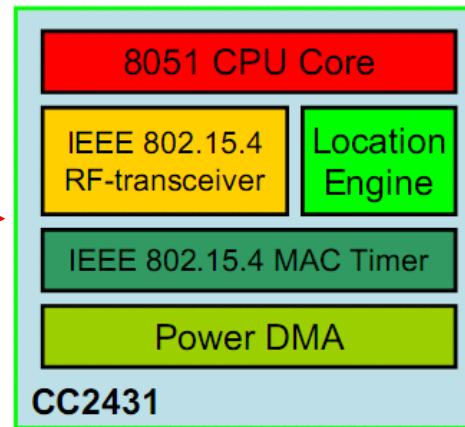 8051 CPU Core
IEEE 802.15.4
RF-transceiver
Location
Engine
IEEE 802.15.4 MAC Timer
Power DMA
CC2431